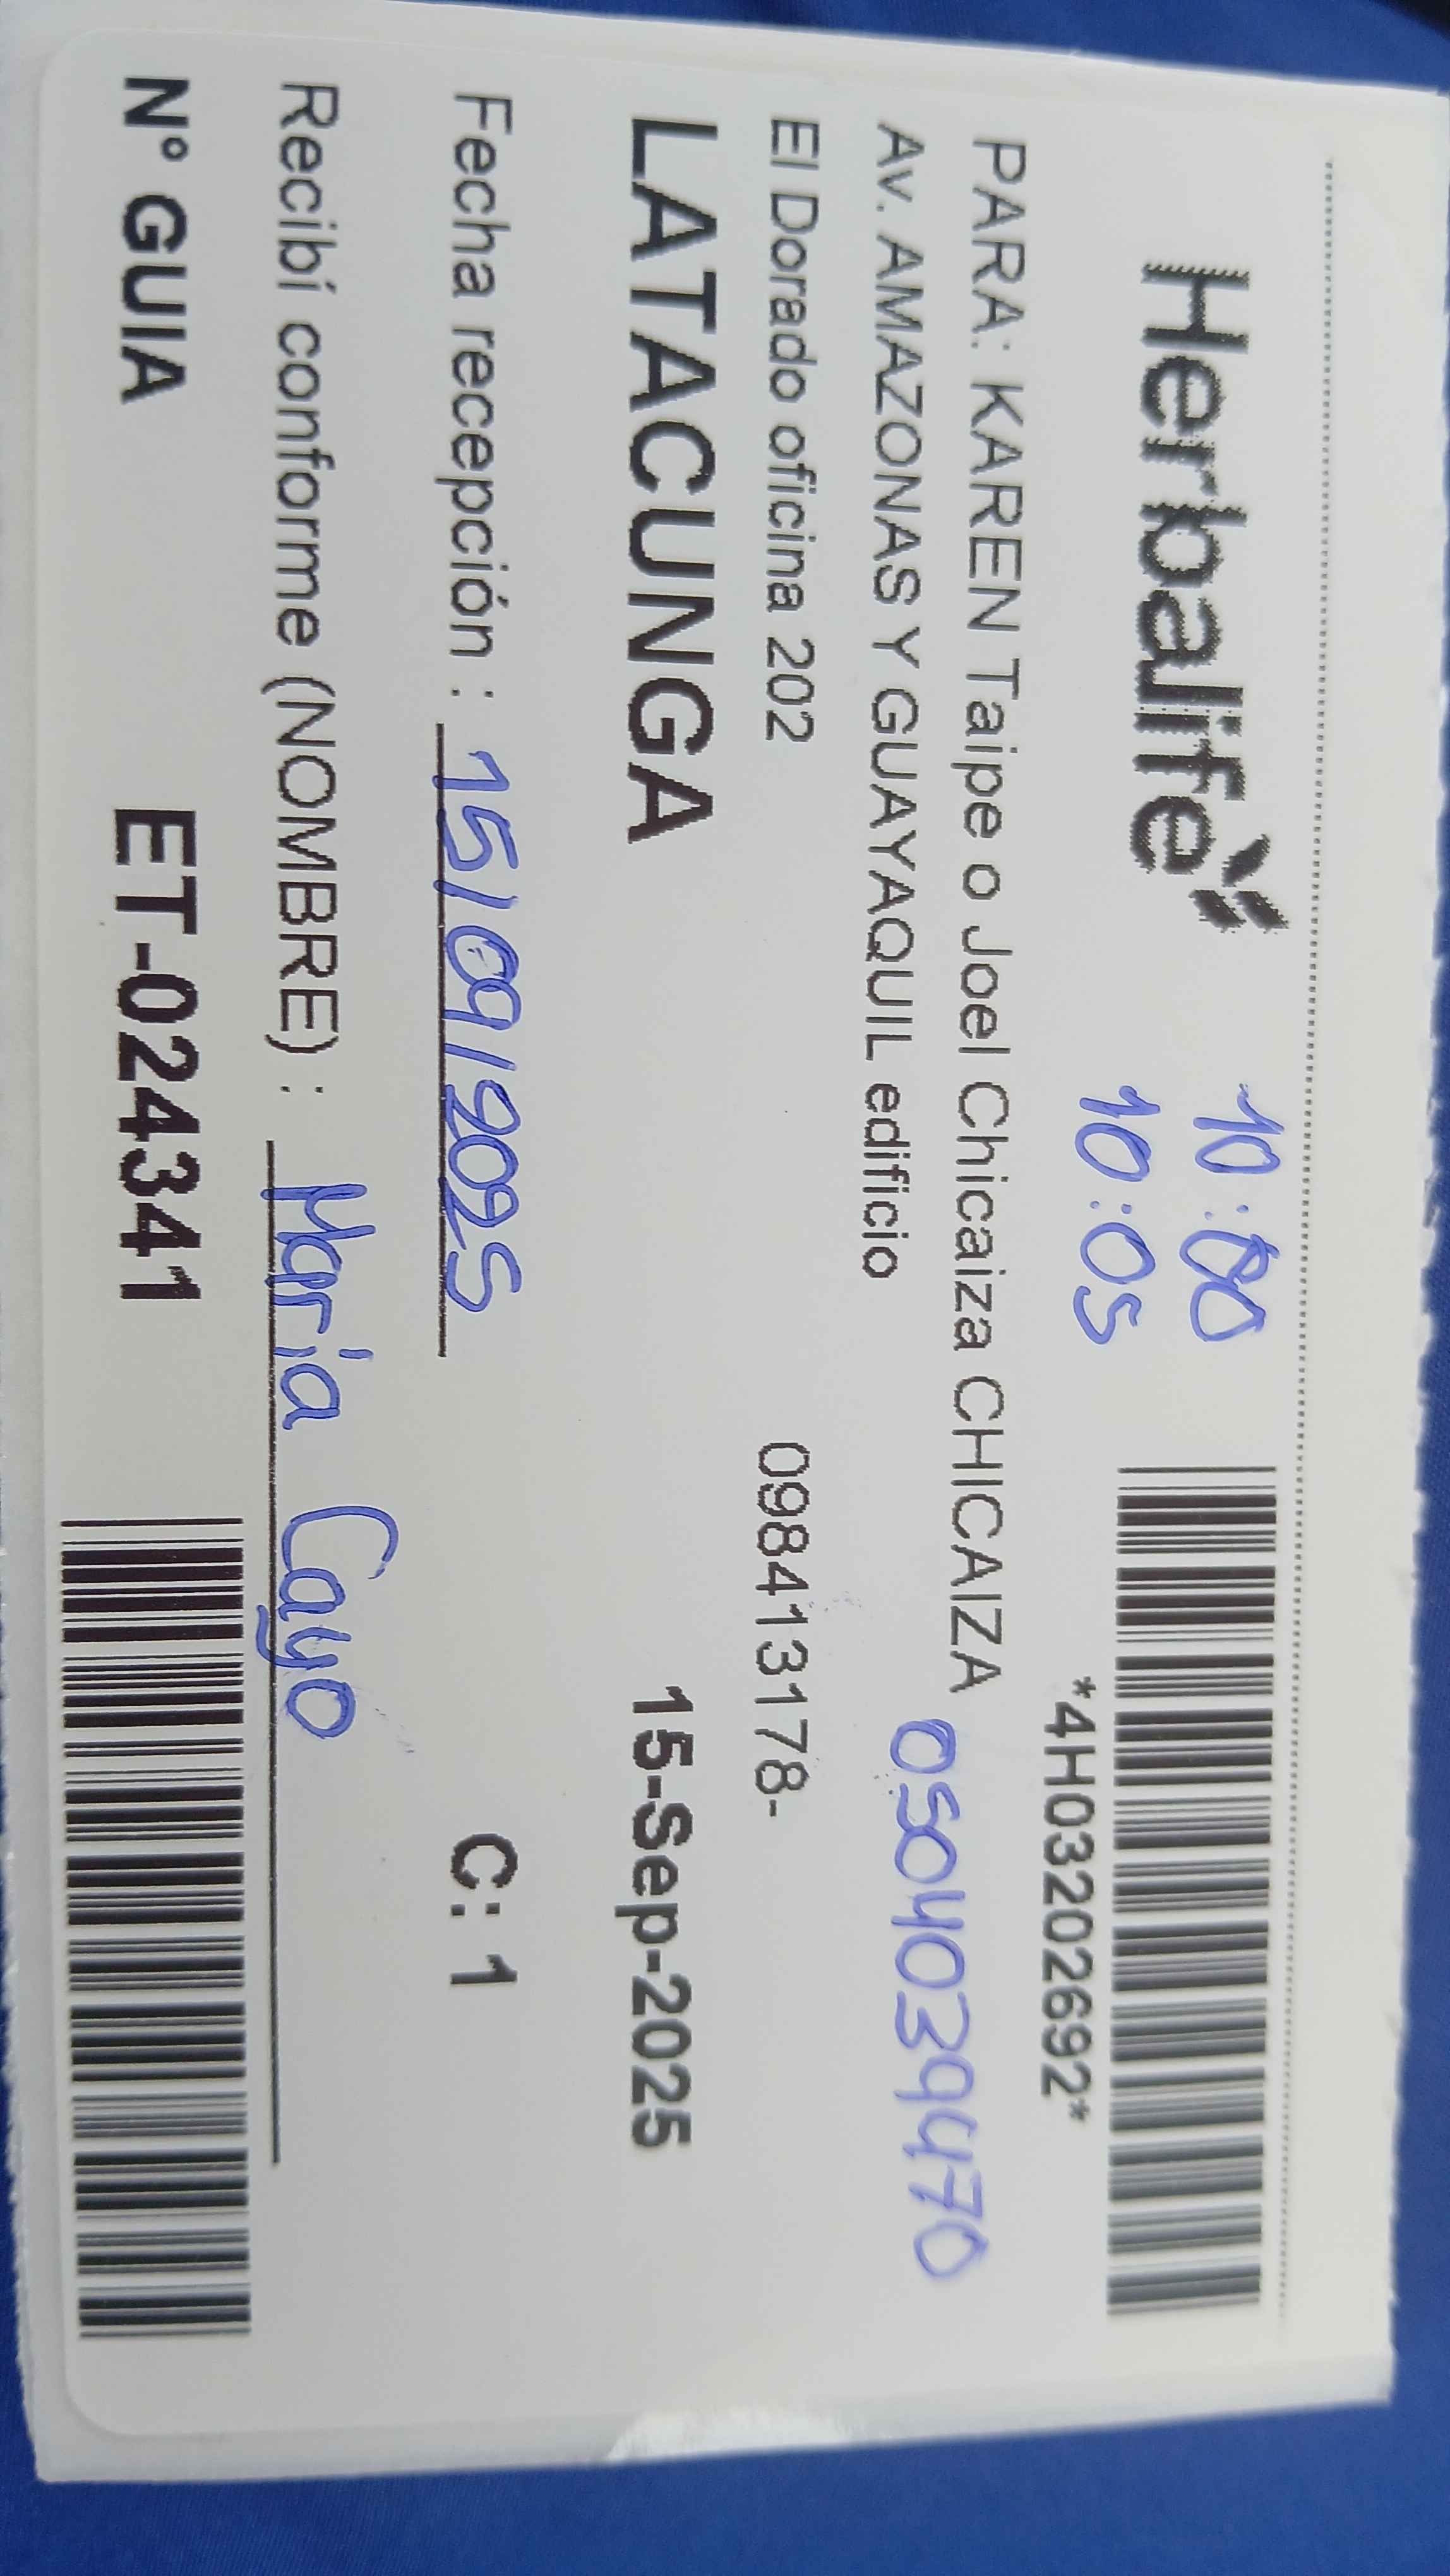 Herbalife
10:00
10:05
*4H03202692*
PARA: KAREN Taipe o Joel Chicaiza CHICAIZA
Av. AMAZONAS Y GUAYAQUIL edificio
0504039470
El Dorado oficina 202 098413178-
LATACUNGA 15-Sep-2025
Fecha recepción : 15/09/2025 C: 1
Recibí conforme (NOMBRE) : Maria Cayo
N° GUIA ET-024341